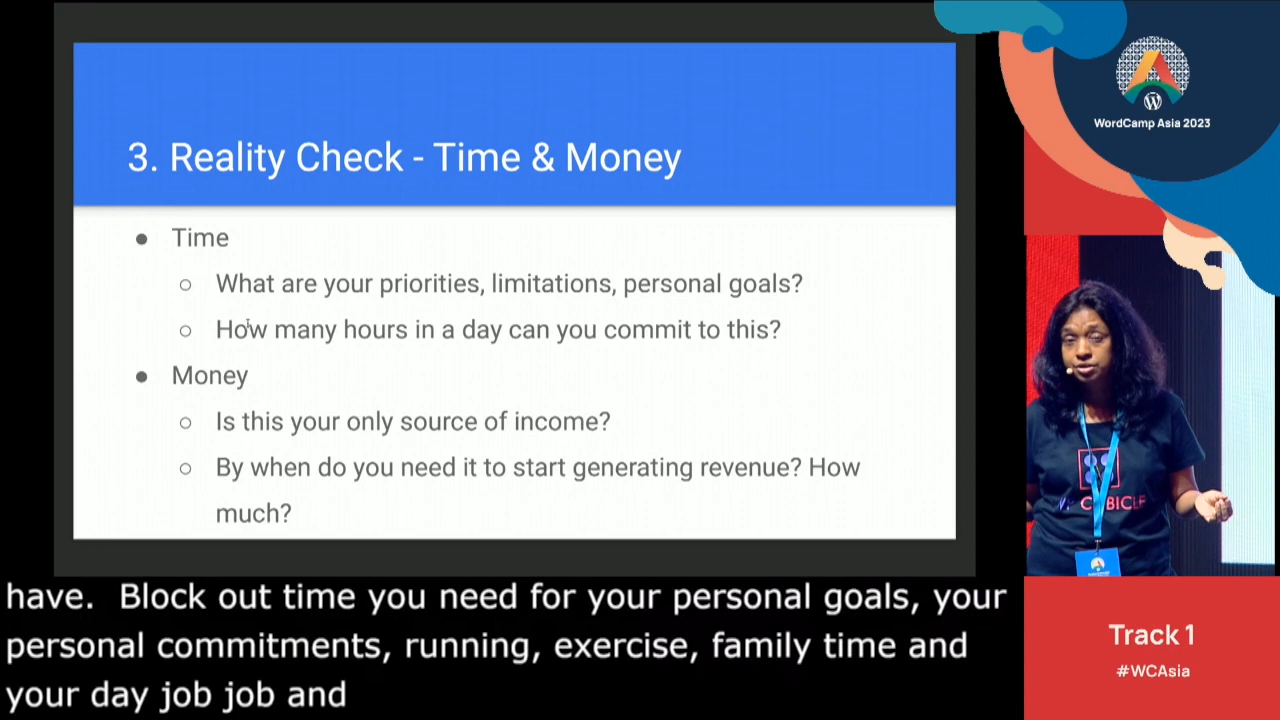 3. Reality Check - Time & Money
● Time
○ What are your priorities, limitations, personal goals?
○ How many hours in a day can you commit to this?
● Money
○ Is this your only source of income?
○ By when do you need it to start generating revenue? How
much?
have. Block out time you need for your personal goals, your
personal commitments, running, exercise, family time and
your day job job and
WordCamp Asia 2023
Track 1
#WCAsia